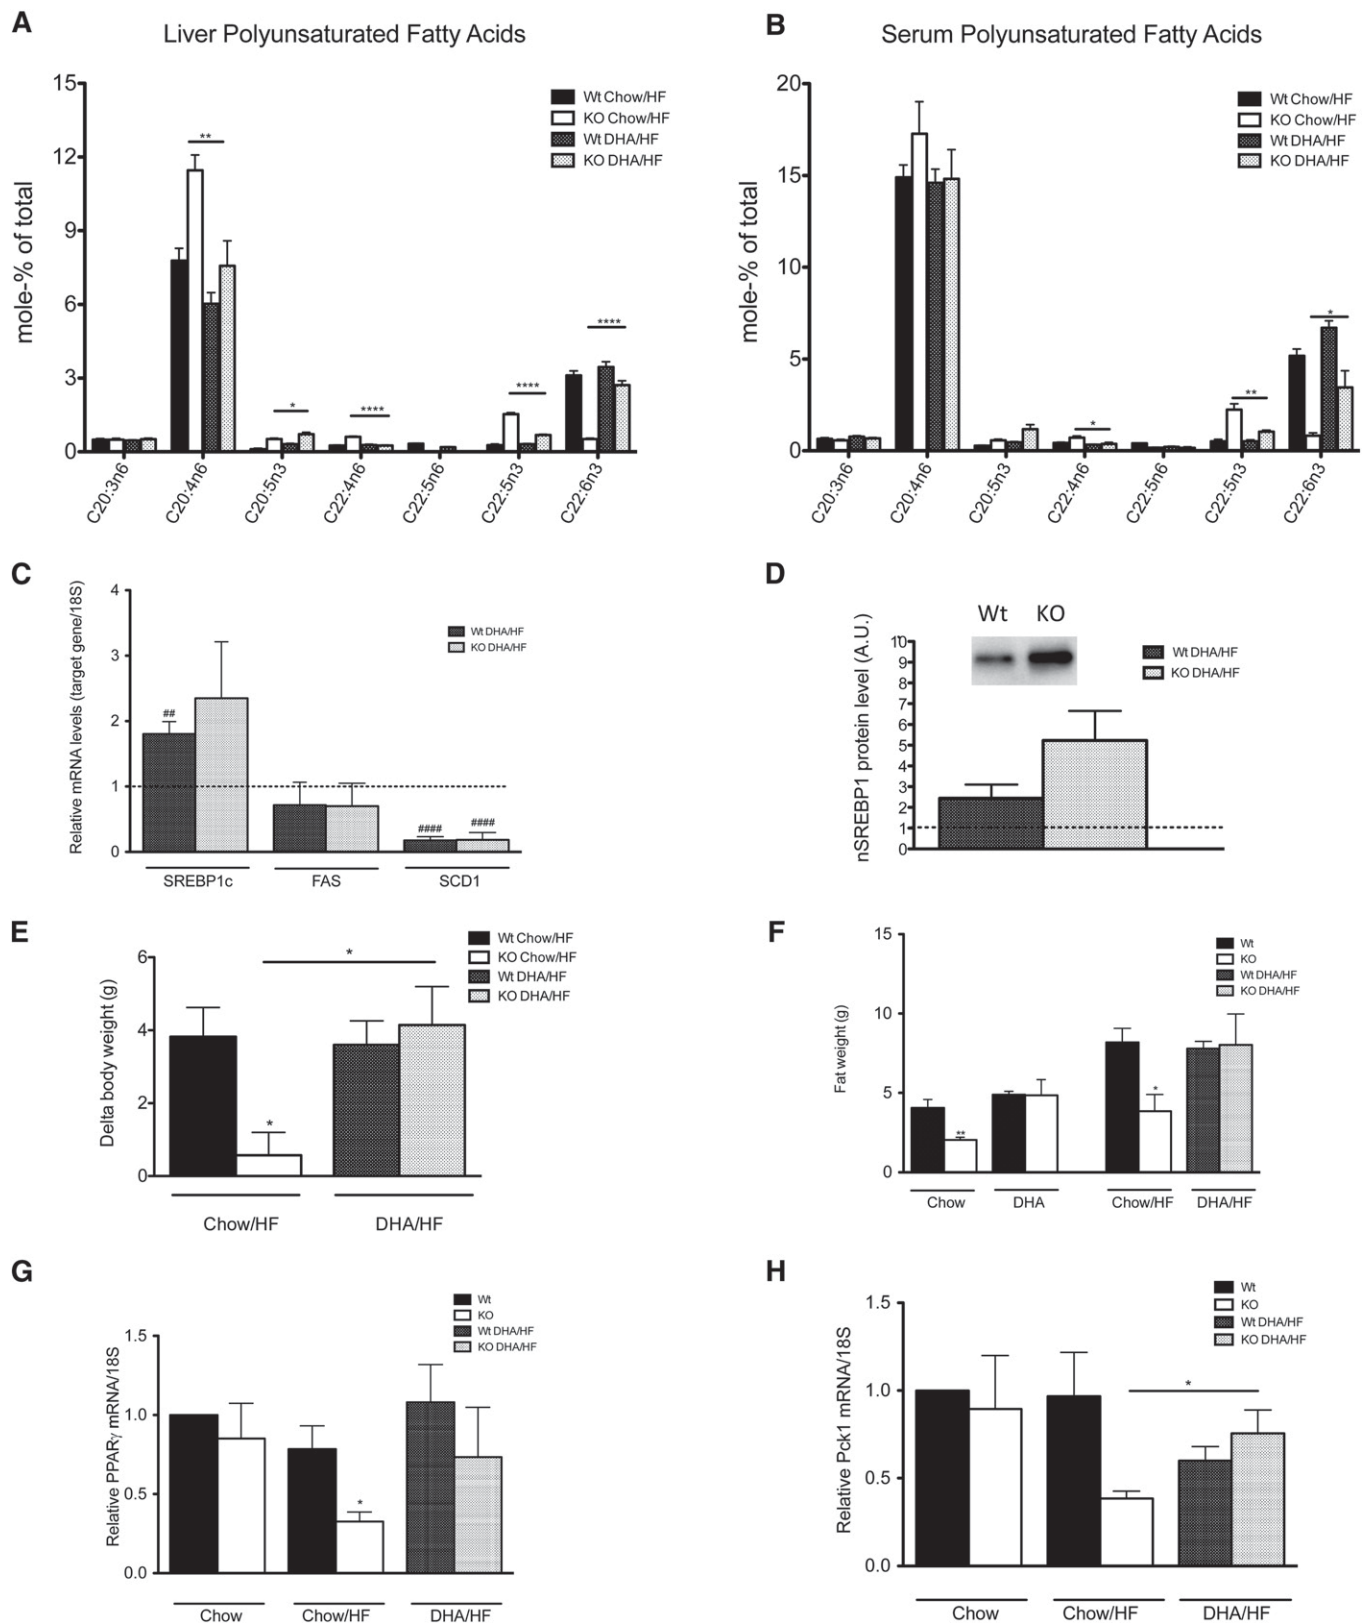 A
Liver Polyunsaturated Fatty Acids
15
12
9
6
3
0
mole-% of total
Wt Chow/HF
KO Chow/HF
Wt DHA/HF
KO DHA/HF
**
*
****
****
****
C20:3n6
C20:4n6
C20:5n3
C22:4n6
C22:5n6
C22:5n3
C22:6n3
B
Serum Polyunsaturated Fatty Acids
20
15
10
5
0
mole-% of total
Wt Chow/HF
KO Chow/HF
Wt DHA/HF
KO DHA/HF
*
**
*
C20:3n6
C20:4n6
C20:5n3
C22:4n6
C22:5n6
C22:5n3
C22:6n3
C
Relative mRNA levels (target gene/18S)
4
3
2
1
0
Wt DHA/HF
KO DHA/HF
##
####
####
SREBP1c
FAS
SCD1
D
nSREBP1 protein level (A.U.)
10
9
8
7
6
5
4
3
2
1
0
Wt
KO
Wt DHA/HF
KO DHA/HF
E
Delta body weight (g)
6
4
2
0
Wt Chow/HF
KO Chow/HF
Wt DHA/HF
KO DHA/HF
*
*
Chow/HF
DHA/HF
F
Fat weight (g)
15
10
5
0
Wt
KO
Wt DHA/HF
KO DHA/HF
**
*
Chow
DHA
Chow/HF
DHA/HF
G
Relative PPARγ mRNA/18S
1.5
1.0
0.5
0.0
Wt
KO
Wt DHA/HF
KO DHA/HF
*
Chow
Chow/HF
DHA/HF
H
Relative Pck1 mRNA/18S
1.5
1.0
0.5
0.0
Wt
KO
Wt DHA/HF
KO DHA/HF
*
Chow
Chow/HF
DHA/HF